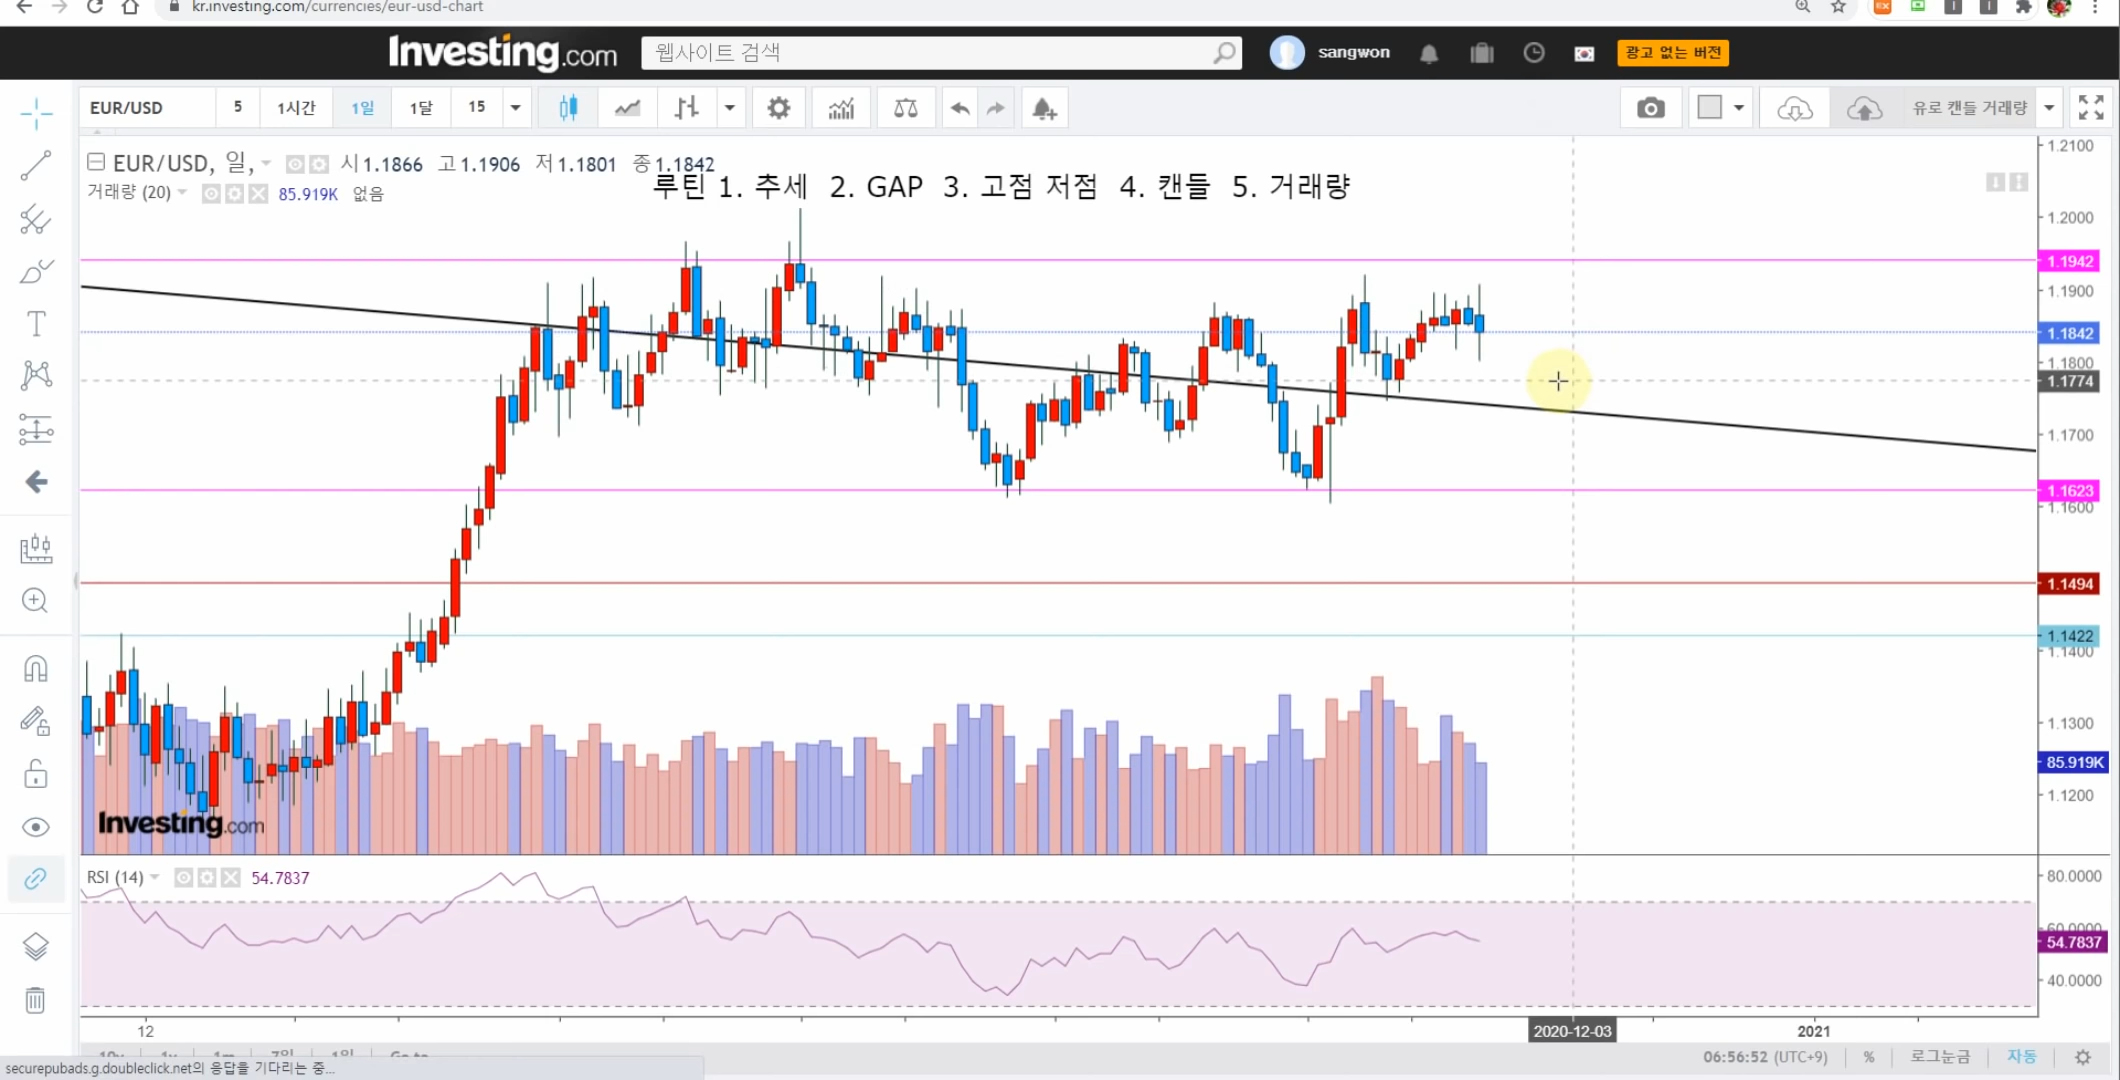 kr.investing.com/currencies/eur-usd-chart
Investing.com 웹사이트 검색 sangwon 광고 없는 버전
EUR/USD 5 1시간 1일 1달 15 유로 캔들 거래량
EUR/USD, 일, 시1.1866 고1.1906 저1.1801 종1.1842
루틴 1. 추세 2. GAP 3. 고점 저점 4. 캔들 5. 거래량
거래량 (20) 85.919K 없음
1.2100
1.2000
1.1942
1.1900
1.1842
1.1800
1.1774
1.1700
1.1623
1.1600
1.1494
1.1422
1.1400
1.1300
85.919K
1.1200
Investing.com
RSI (14) 54.7837
80.0000
60.0000
54.7837
40.0000
12 2020-12-03 2021
06:56:52 (UTC+9) % 로그눈금 자동
securepubads.g.doubleclick.net의 응답을 기다리는 중...